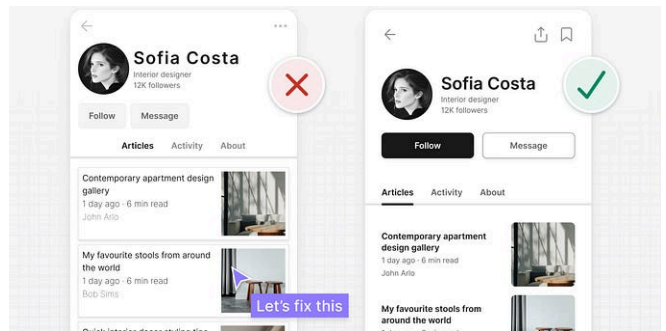 Sofia Costa
Interior designer
12K followers
Follow
Message
Articles
Activity
About
Contemporary apartment design
gallery
1 day ago · 6 min read
John Arlo
My favourite stools from around
the world
1 day ago · 6 min read
Bob Sims
Let's fix this
Sofia Costa
Interior designer
12K followers
Follow
Message
Articles
Activity
About
Contemporary apartment
design gallery
1 day ago · 6 min read
John Arlo
My favourite stools from
around the world